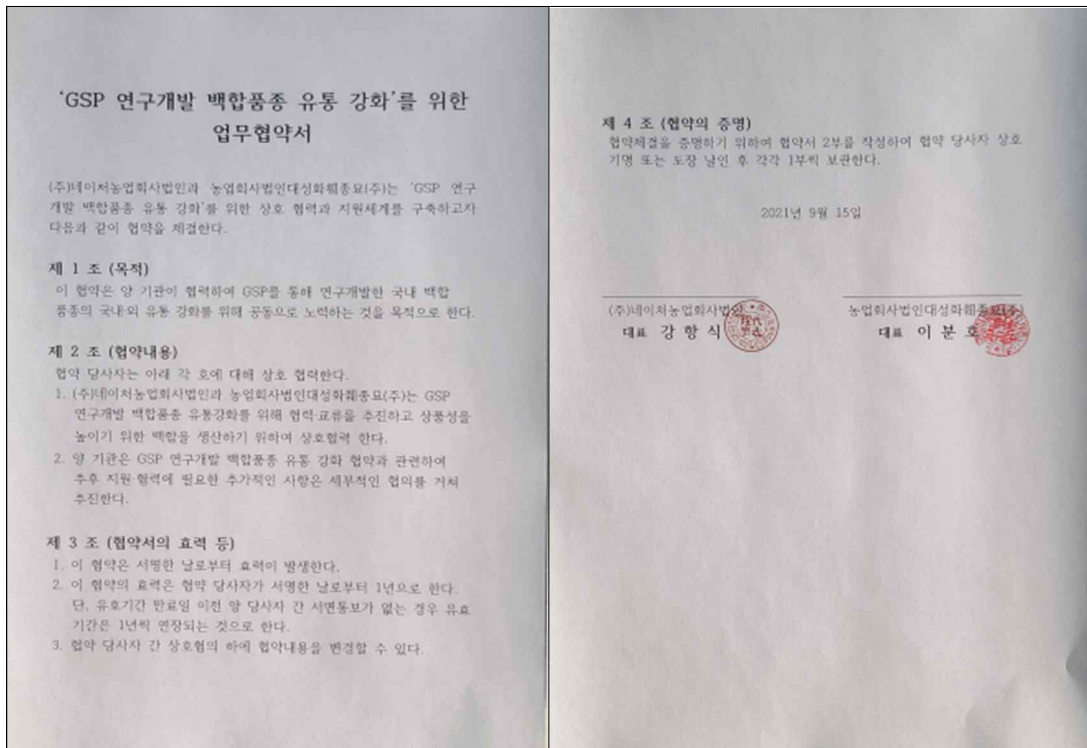 'GSP 연구개발 백합품종 유통 강화'를 위한
업무협약서
(주)네이처농업회사법인과 농업회사법인대성화훼종묘(주)는 'GSP 연구
개발 백합품종 유통 강화'를 위한 상호 협력과 지원체계를 구축하고자
다음과 같이 협약을 체결한다.
제 1 조 (목적)
이 협약은 양 기관이 협력하여 GSP를 통해 연구개발한 국내 백합
품종의 국내·외 유통 강화를 위해 공동으로 노력하는 것을 목적으로 한다.
제 2 조 (협약내용)
협약 당사자는 아래 각 호에 대해 상호 협력한다.
1. (주)네이처농업회사법인과 농업회사법인대성화훼종묘(주)는 GSP
연구개발 백합품종 유통강화를 위해 협력·교류를 추진하고 상품성을
높이기 위한 백합을 생산하기 위하여 상호협력 한다.
2. 양 기관은 GSP 연구개발 백합품종 유통 강화 협약과 관련하여
추후 지원·협력에 필요한 추가적인 사항은 세부적인 협의를 거쳐
추진한다.
제 3 조 (협약서의 효력 등)
1. 이 협약은 서명한 날로부터 효력이 발생한다.
2. 이 협약의 효력은 협약 당사자가 서명한 날로부터 1년으로 한다.
단, 유호기간 만료일 이전 양 당사자 간 서면통보가 없는 경우 유효
기간은 1년씩 연장되는 것으로 한다.
3. 협약 당사자 간 상호협의 하에 협약내용을 변경할 수 있다.
제 4 조 (협약의 증명)
협약체결을 증명하기 위하여 협약서 2부를 작성하여 협약 당사자 상호
기명 또는 도장 날인 후 각각 1부씩 보관한다.
2021년 9월 15일
(주)네이처농업회사법인
대표 강항식
농업회사법인대성화훼종묘(주)
대표 이분호